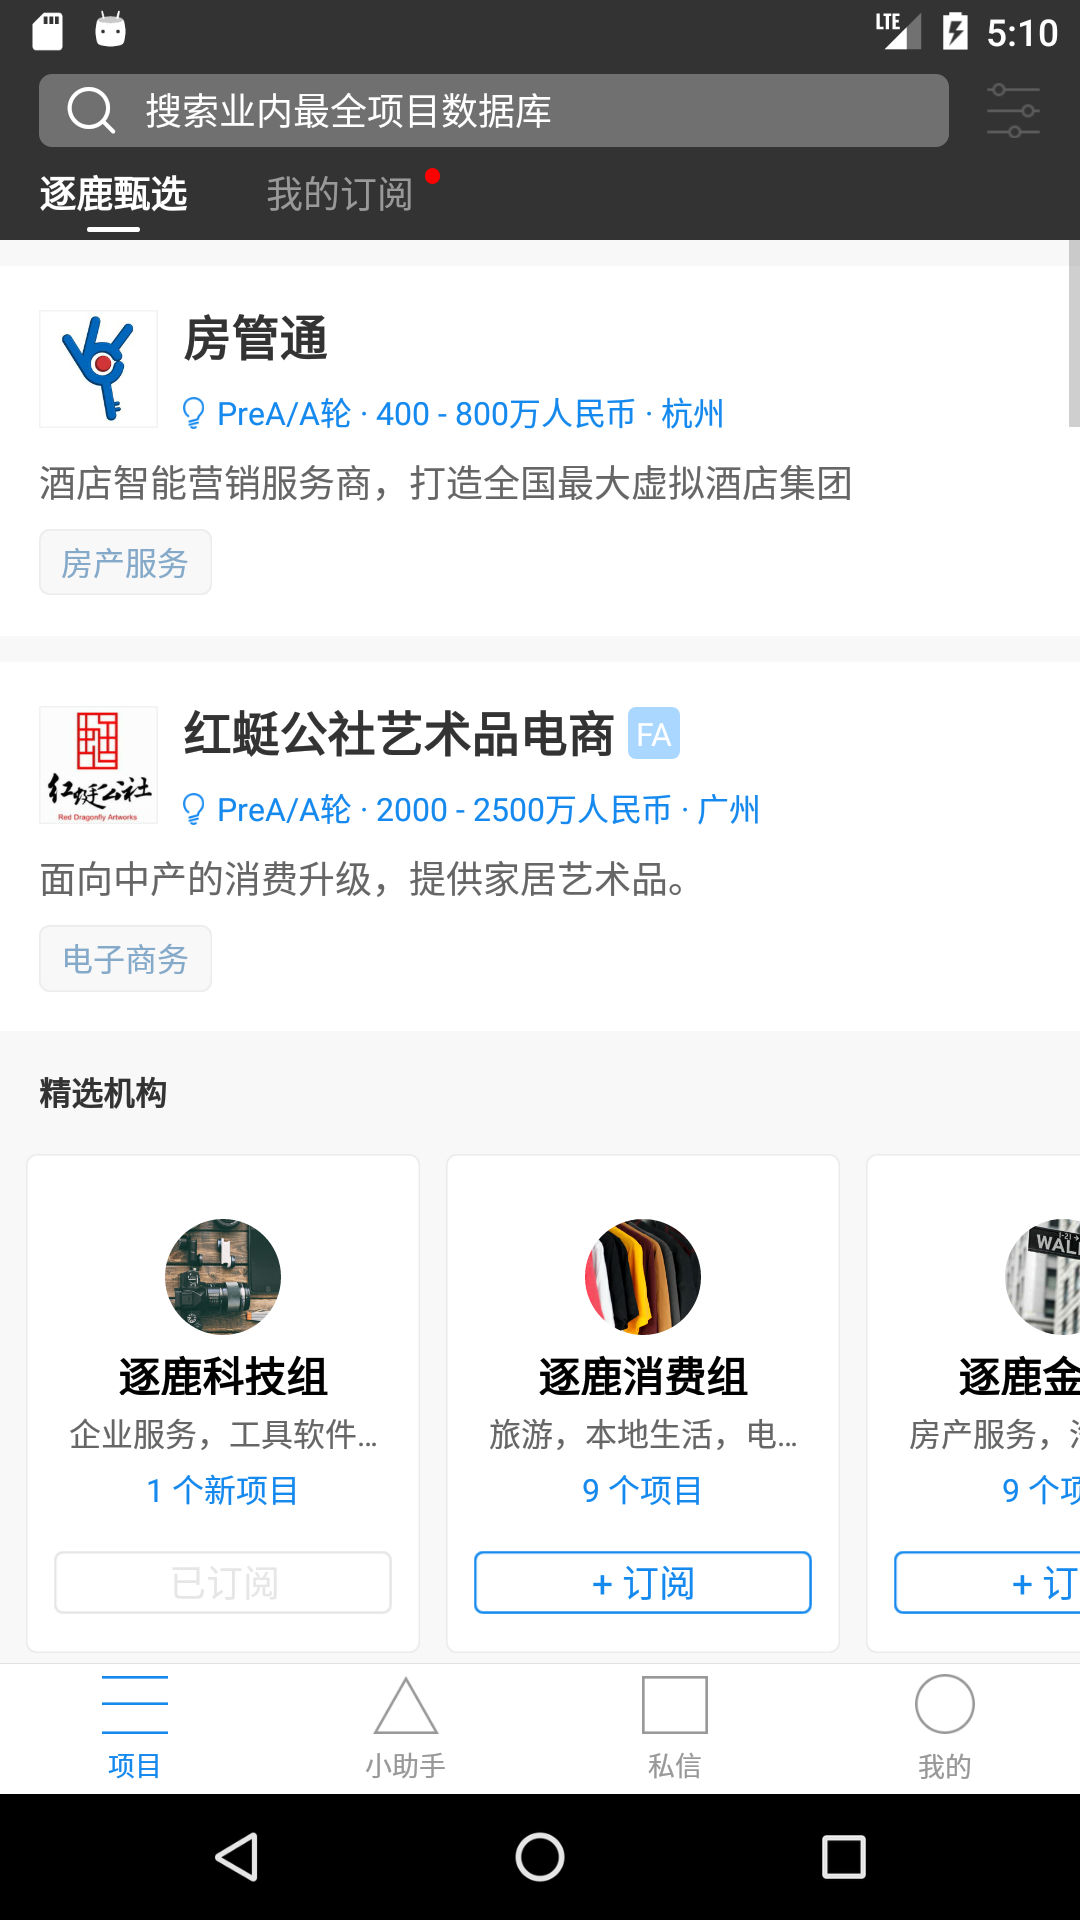 LTE 5:10
搜索业内最全项目数据库
逐鹿甄选
我的订阅
房管通
PreA/A轮 · 400 - 800万人民币 · 杭州
酒店智能营销服务商，打造全国最大虚拟酒店集团
房产服务
红蜓公社艺术品电商 FA
红蜓公社
Red Dragonfly Artworks
PreA/A轮 · 2000 - 2500万人民币 · 广州
面向中产的消费升级，提供家居艺术品。
电子商务
精选机构
逐鹿科技组
企业服务，工具软件...
1 个新项目
已订阅
逐鹿消费组
旅游，本地生活，电...
9 个项目
+ 订阅
WALL
逐鹿金
房产服务，
9 个项
+ 订
项目
小助手
私信
我的